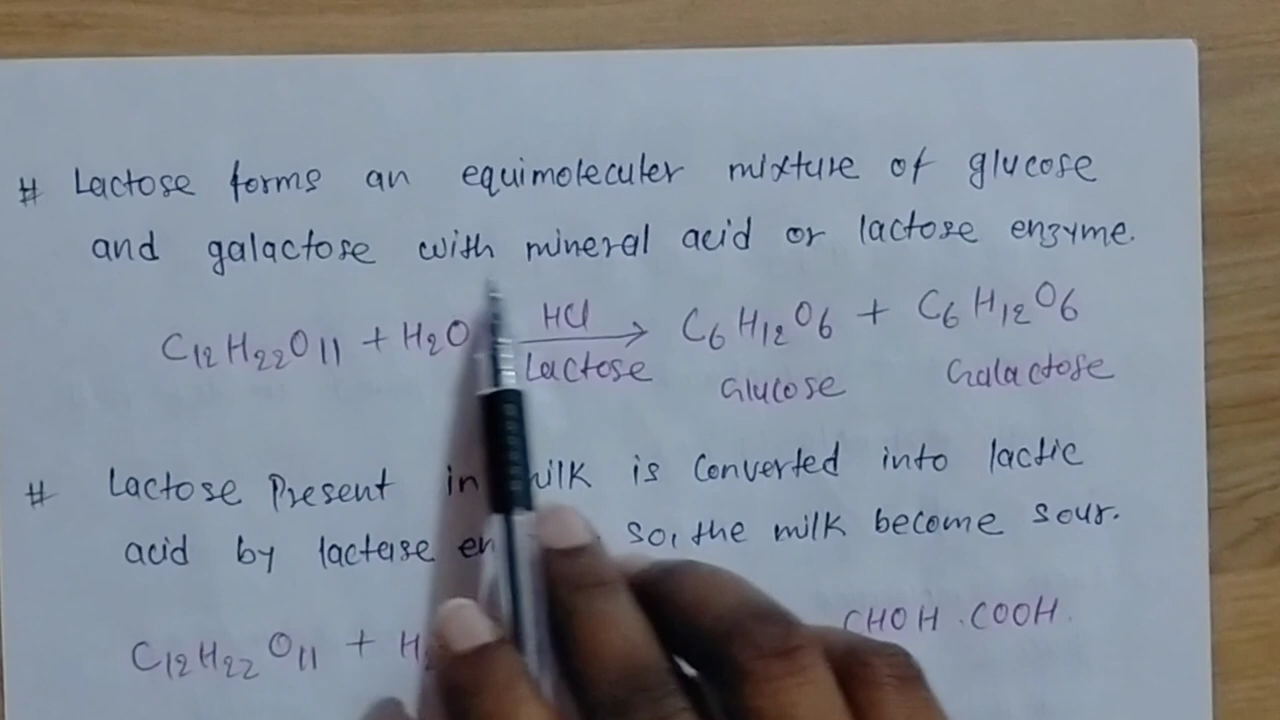 # Lactose forms an equimoleculer mixture of glucose
and galactose with mineral acid or lactose enzyme.
C12H22O11 + H2O HCl → C6H12O6 + C6H12O6
Lactose Glucose Galactose
# Lactose Present in milk is Converted into lactic
acid by lactase so, the milk become sour.
C12H22O11 + CHOH.COOH.